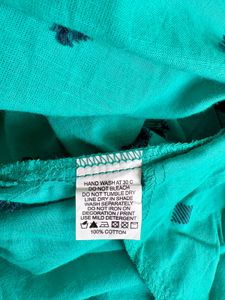 HAND WASH AT 30 C
DO NOT BLEACH
DO NOT TUMBLE DRY
LINE DRY IN SHADE
WASH SEPARATELY
DO NOT IRON ON
DECORATION / PRINT
USE MILD DETERGENT
100% COTTON